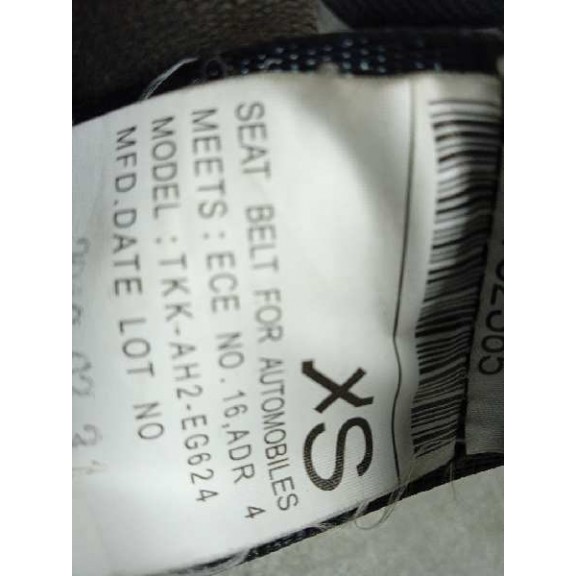 xS
SEAT BELT FOR AUTOMOBILES
MEETS : ECE NO.16,ADR 4
MODEL : TKK-AH2-EG624
MFD.DATE LOT NO